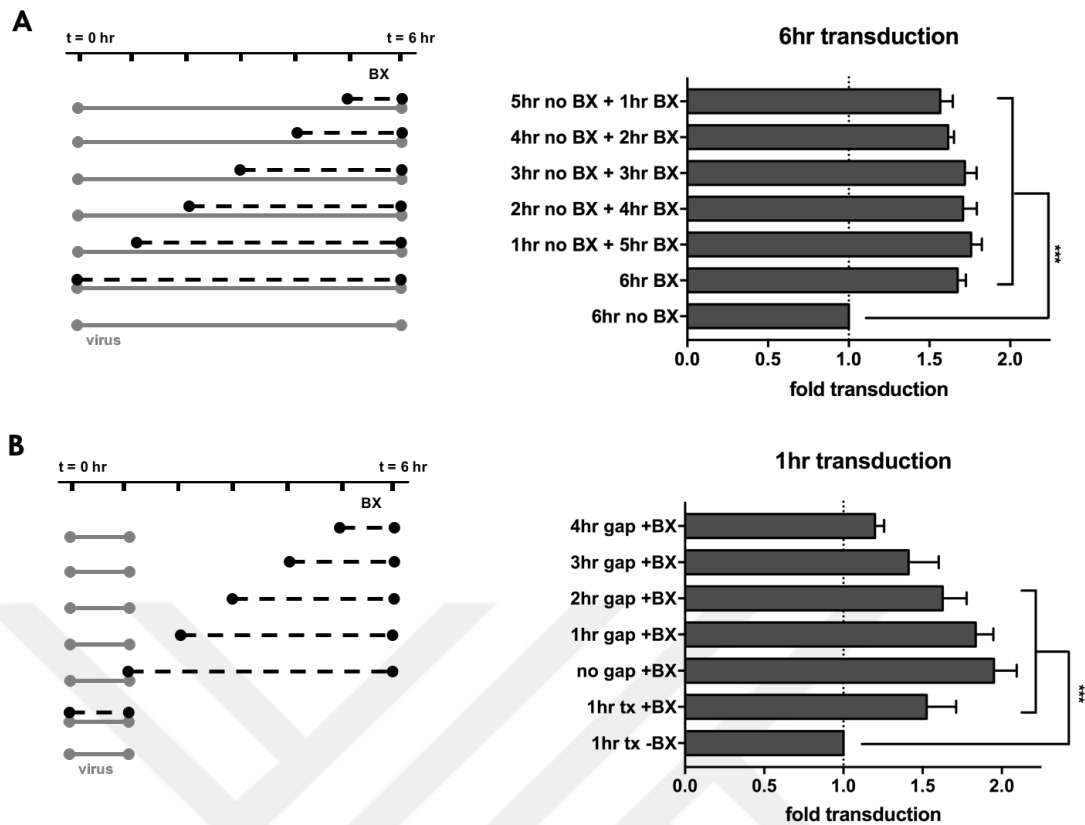 A
t = 0 hr
t = 6 hr
BX
virus
6hr transduction
5hr no BX + 1hr BX
4hr no BX + 2hr BX
3hr no BX + 3hr BX
2hr no BX + 4hr BX
1hr no BX + 5hr BX
6hr BX
6hr no BX
***
0.0 0.5 1.0 1.5 2.0
fold transduction
B
t = 0 hr
t = 6 hr
BX
virus
1hr transduction
4hr gap +BX
3hr gap +BX
2hr gap +BX
1hr gap +BX
no gap +BX
1hr tx +BX
1hr tx -BX
***
0.0 0.5 1.0 1.5 2.0
fold transduction